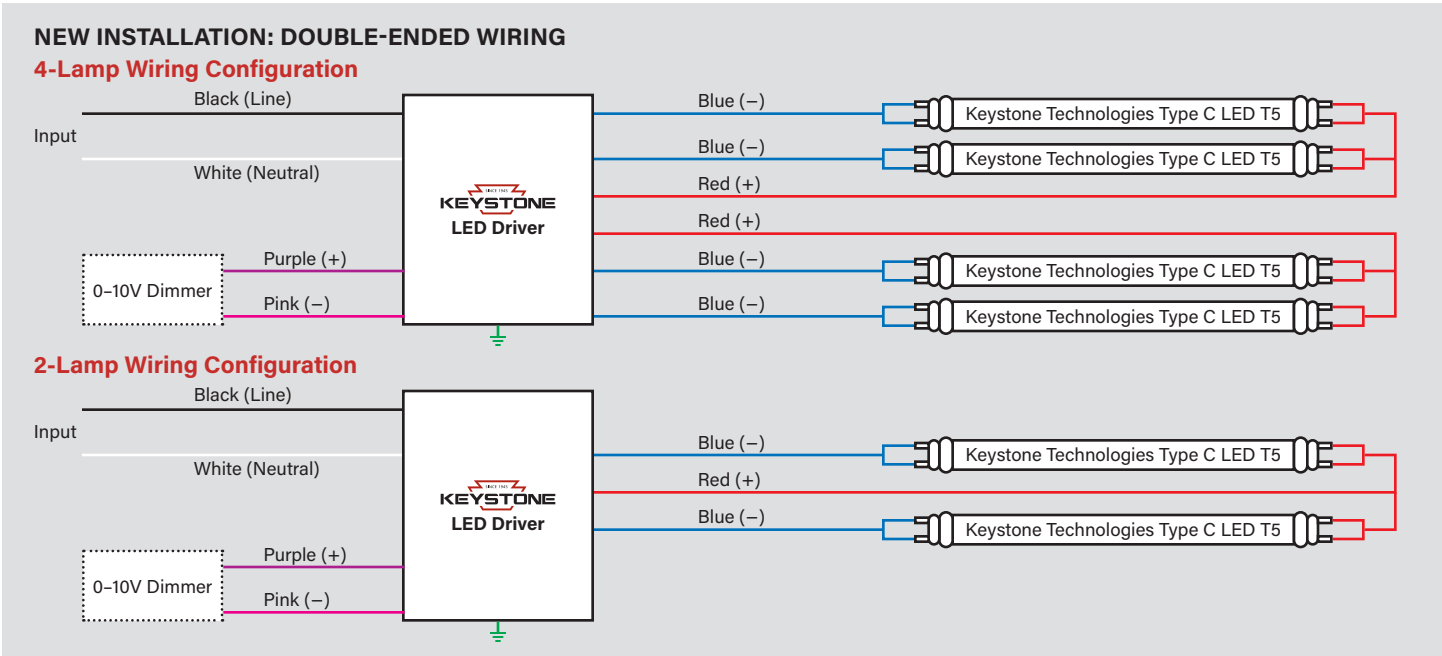 NEW INSTALLATION: DOUBLE-ENDED WIRING
4-Lamp Wiring Configuration
Input
Black (Line)
White (Neutral)
0–10V Dimmer
Purple (+)
Pink (−)
SINCE 1945
KEYSTONE
LED Driver
Blue (−)
Keystone Technologies Type C LED T5
Blue (−)
Keystone Technologies Type C LED T5
Red (+)
Red (+)
Blue (−)
Keystone Technologies Type C LED T5
Blue (−)
Keystone Technologies Type C LED T5
2-Lamp Wiring Configuration
Input
Black (Line)
White (Neutral)
0–10V Dimmer
Purple (+)
Pink (−)
SINCE 1945
KEYSTONE
LED Driver
Blue (−)
Keystone Technologies Type C LED T5
Red (+)
Blue (−)
Keystone Technologies Type C LED T5